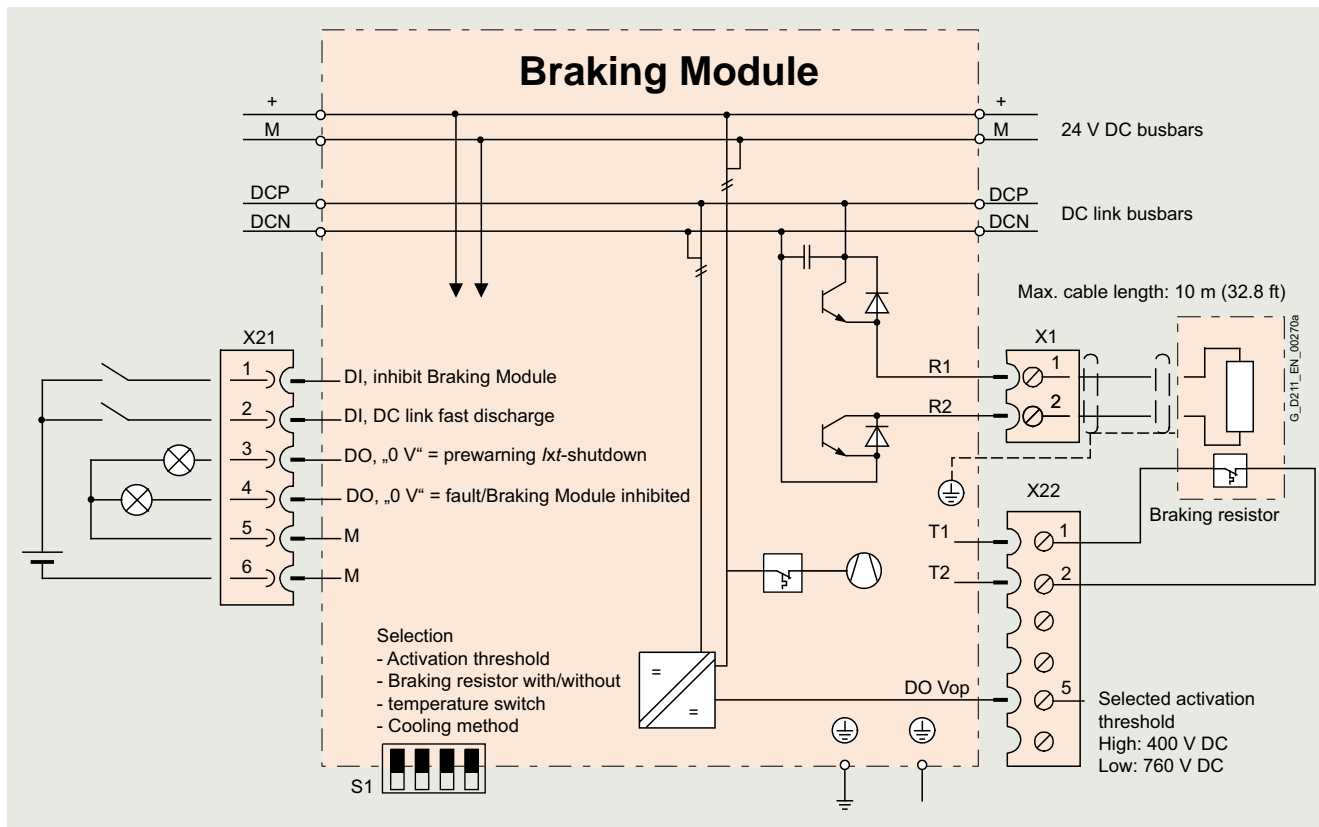 Braking Module
+
M
+
M
24 V DC busbars
DCP
DCN
DCP
DCN
DC link busbars
Max. cable length: 10 m (32.8 ft)
X21
1
DI, inhibit Braking Module
2
DI, DC link fast discharge
3
DO, „0 V“ = prewarning Ixt-shutdown
4
DO, „0 V“ = fault/Braking Module inhibited
5
M
6
M
X1
R1
1
R2
2
G_D211_EN_00270a
Braking resistor
X22
T1
1
T2
2
DO Vop
5
Selected activation
threshold
High: 400 V DC
Low: 760 V DC
Selection
- Activation threshold
- Braking resistor with/without
- temperature switch
- Cooling method
S1
=
=